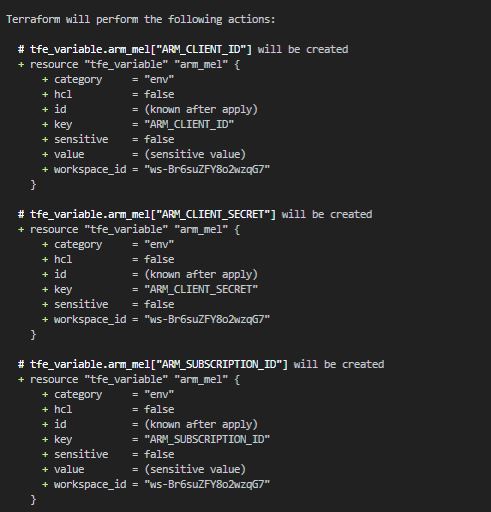 Terraform will perform the following actions:
# tfe_variable.arm_mel["ARM_CLIENT_ID"] will be created
+ resource "tfe_variable" "arm_mel" {
+ category = "env"
+ hcl = false
+ id = (known after apply)
+ key = "ARM_CLIENT_ID"
+ sensitive = false
+ value = (sensitive value)
+ workspace_id = "ws-Br6suZFY8o2wzqG7"
}
# tfe_variable.arm_mel["ARM_CLIENT_SECRET"] will be created
+ resource "tfe_variable" "arm_mel" {
+ category = "env"
+ hcl = false
+ id = (known after apply)
+ key = "ARM_CLIENT_SECRET"
+ sensitive = false
+ workspace_id = "ws-Br6suZFY8o2wzqG7"
}
# tfe_variable.arm_mel["ARM_SUBSCRIPTION_ID"] will be created
+ resource "tfe_variable" "arm_mel" {
+ category = "env"
+ hcl = false
+ id = (known after apply)
+ key = "ARM_SUBSCRIPTION_ID"
+ sensitive = false
+ value = (sensitive value)
+ workspace_id = "ws-Br6suZFY8o2wzqG7"
}